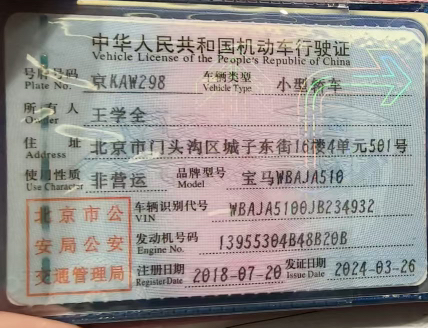 中华人民共和国机动车行驶证
Vehicle License of the People's Republic of China
号牌号码 Plate No. 京KAW298 车辆类型 Vehicle Type 小型轿车
所有人 Owner 王学全
住址 Address 北京市门头沟区城子东街16楼4单元501号
使用性质 Use Character 非营运 品牌型号 Model 宝马WBAJA510
车辆识别代号 VIN WBAJA5100JB234932
发动机号码 Engine No. 13955304B48B20B
注册日期 Register Date 2018-07-20 发证日期 Issue Date 2024-03-26
北京市公
安局公安
交通管理局